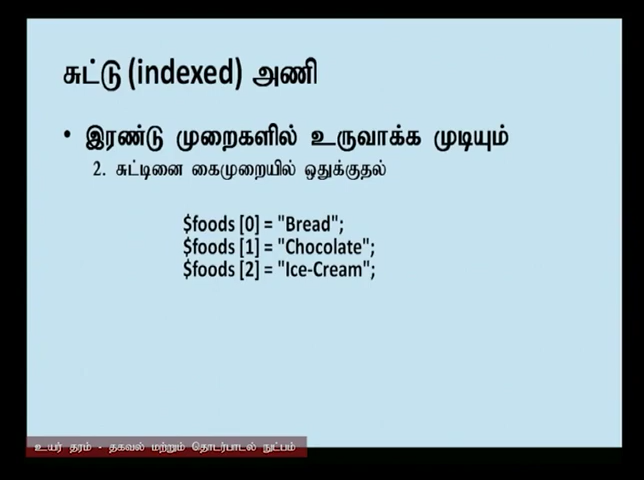 சுட்டு (indexed) அணி
• இரண்டு முறைகளில் உருவாக்க முடியும்
2. சுட்டினை கைமுறையில் ஒதுக்குதல்
$foods [0] = "Bread";
$foods [1] = "Chocolate";
$foods [2] = "Ice-Cream";
உயர் தரம் - தகவல் மற்றும் தொடர்பாடல் நுட்பம்